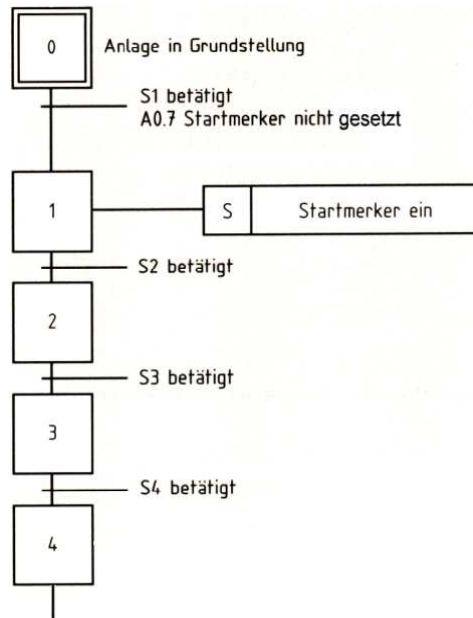 0 Anlage in Grundstellung
S1 betätigt
A0.7 Startmerker nicht gesetzt
1 S Startmerker ein
S2 betätigt
2
S3 betätigt
3
S4 betätigt
4